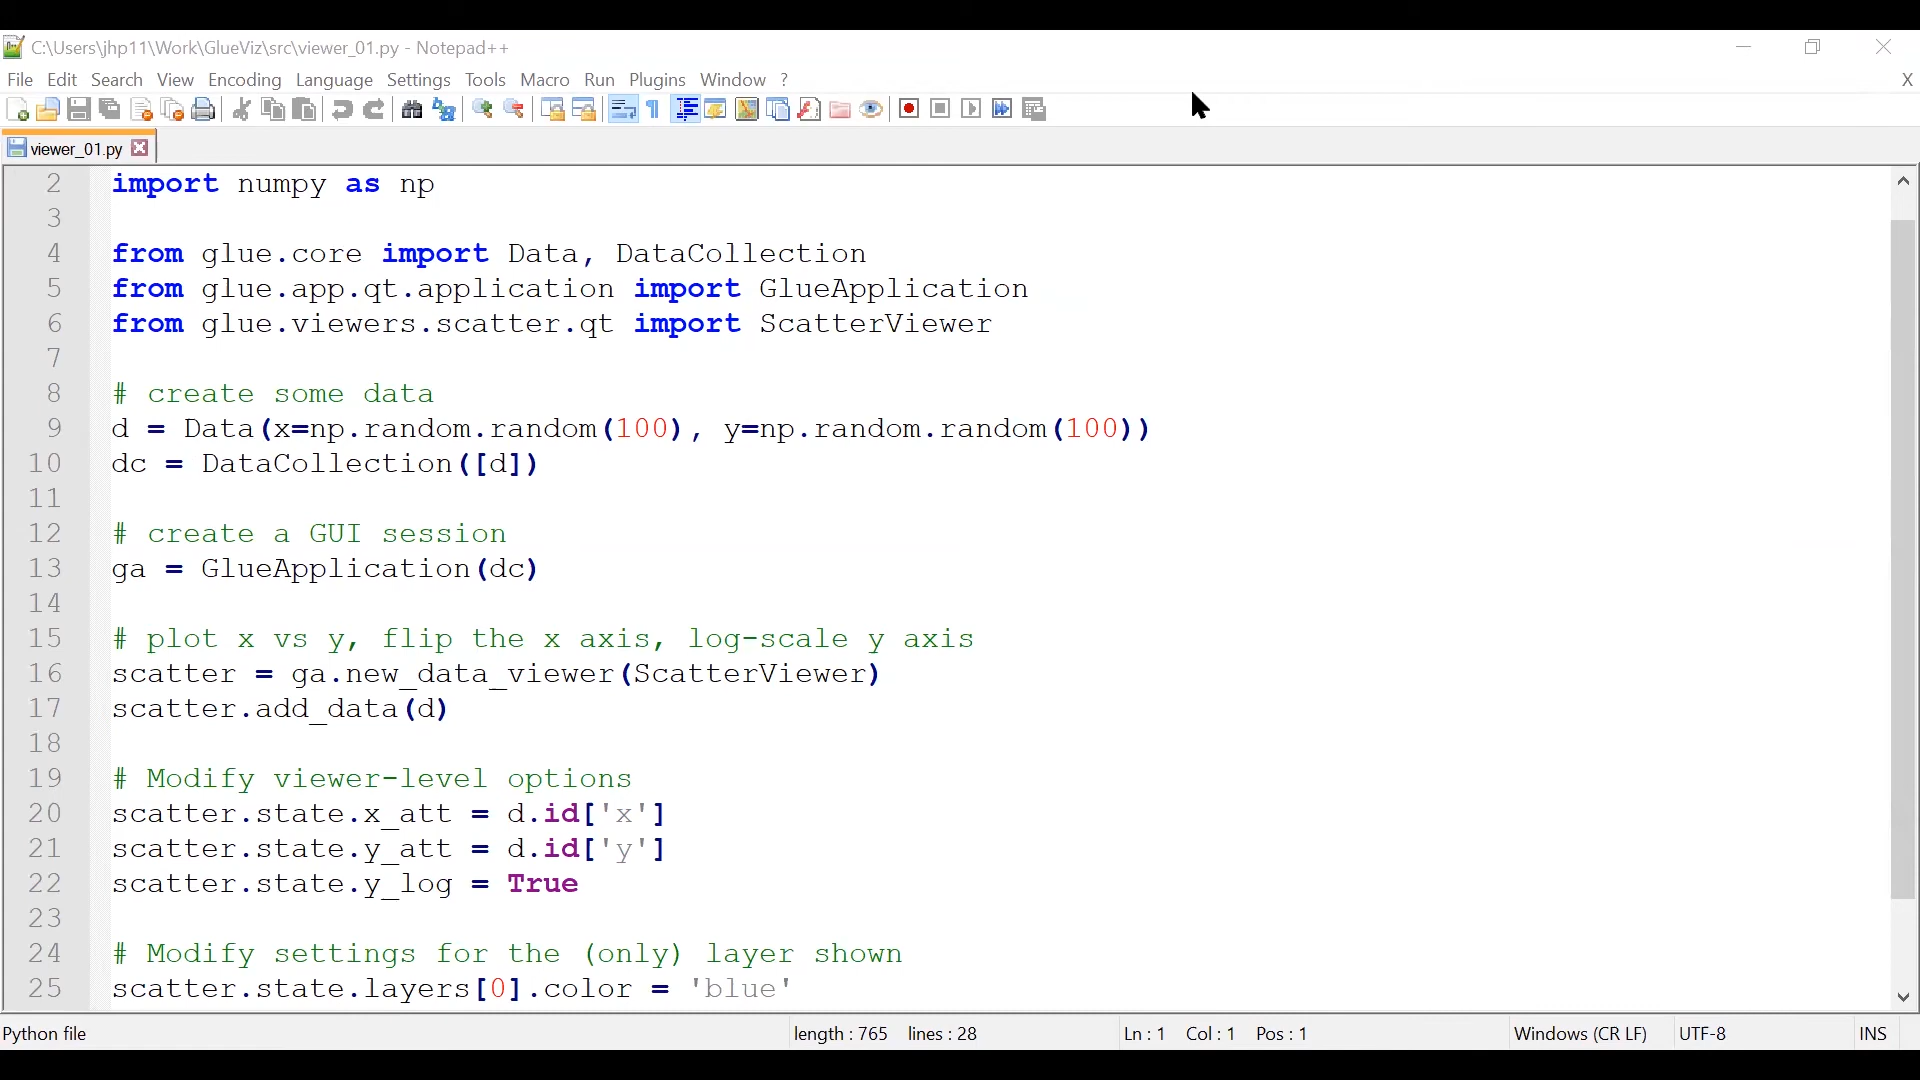 C:\Users\jhp11\Work\GlueViz\src\viewer_01.py - Notepad++
File Edit Search View Encoding Language Settings Tools Macro Run Plugins Window ? X
viewer_01.py
2 import numpy as np
3
4 from glue.core import Data, DataCollection
5 from glue.app.qt.application import GlueApplication
6 from glue.viewers.scatter.qt import ScatterViewer
7
8 # create some data
9 d = Data(x=np.random.random(100), y=np.random.random(100))
10 dc = DataCollection([d])
11
12 # create a GUI session
13 ga = GlueApplication(dc)
14
15 # plot x vs y, flip the x axis, log-scale y axis
16 scatter = ga.new_data_viewer(ScatterViewer)
17 scatter.add_data(d)
18
19 # Modify viewer-level options
20 scatter.state.x_att = d.id['x']
21 scatter.state.y_att = d.id['y']
22 scatter.state.y_log = True
23
24 # Modify settings for the (only) layer shown
25 scatter.state.layers[0].color = 'blue'
Python file length : 765 lines : 28 Ln : 1 Col : 1 Pos : 1 Windows (CR LF) UTF-8 INS